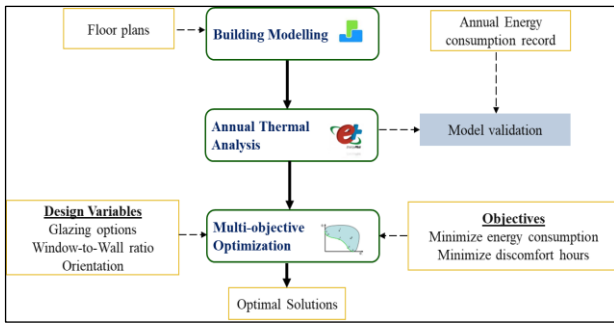 Floor plans
Building Modelling
Annual Energy
consumption record
Annual Thermal
Analysis
Model validation
Design Variables
Glazing options
Window-to-Wall ratio
Orientation
Multi-objective
Optimization
Objectives
Minimize energy consumption
Minimize discomfort hours
Optimal Solutions